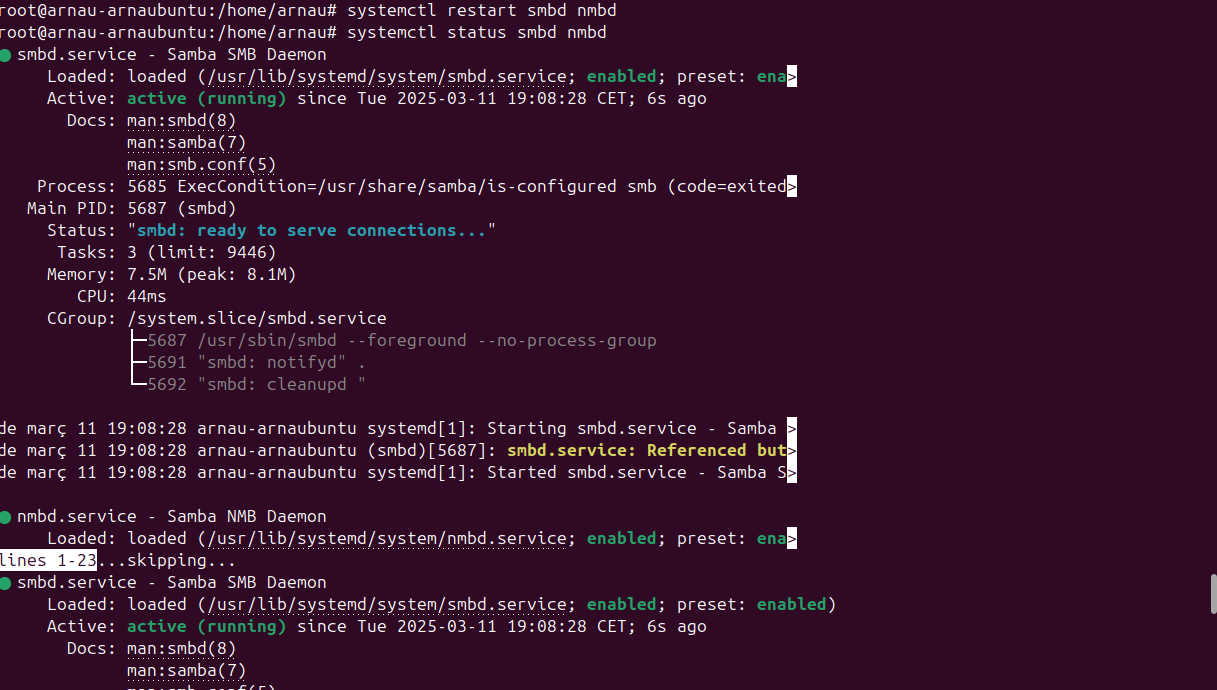 root@arnau-arnaubuntu:/home/arnau# systemctl restart smbd nmbd
root@arnau-arnaubuntu:/home/arnau# systemctl status smbd nmbd
● smbd.service - Samba SMB Daemon
     Loaded: loaded (/usr/lib/systemd/system/smbd.service; enabled; preset: ena>
     Active: active (running) since Tue 2025-03-11 19:08:28 CET; 6s ago
       Docs: man:smbd(8)
             man:samba(7)
             man:smb.conf(5)
    Process: 5685 ExecCondition=/usr/share/samba/is-configured smb (code=exited>
   Main PID: 5687 (smbd)
     Status: "smbd: ready to serve connections..."
      Tasks: 3 (limit: 9446)
     Memory: 7.5M (peak: 8.1M)
        CPU: 44ms
     CGroup: /system.slice/smbd.service
             ├─5687 /usr/sbin/smbd --foreground --no-process-group
             ├─5691 "smbd: notifyd" .
             └─5692 "smbd: cleanupd "

de març 11 19:08:28 arnau-arnaubuntu systemd[1]: Starting smbd.service - Samba >
de març 11 19:08:28 arnau-arnaubuntu (smbd)[5687]: smbd.service: Referenced but>
de març 11 19:08:28 arnau-arnaubuntu systemd[1]: Started smbd.service - Samba S>

● nmbd.service - Samba NMB Daemon
     Loaded: loaded (/usr/lib/systemd/system/nmbd.service; enabled; preset: ena>
lines 1-23...skipping...
● smbd.service - Samba SMB Daemon
     Loaded: loaded (/usr/lib/systemd/system/smbd.service; enabled; preset: enabled)
     Active: active (running) since Tue 2025-03-11 19:08:28 CET; 6s ago
       Docs: man:smbd(8)
             man:samba(7)
             man:smb.conf(5)